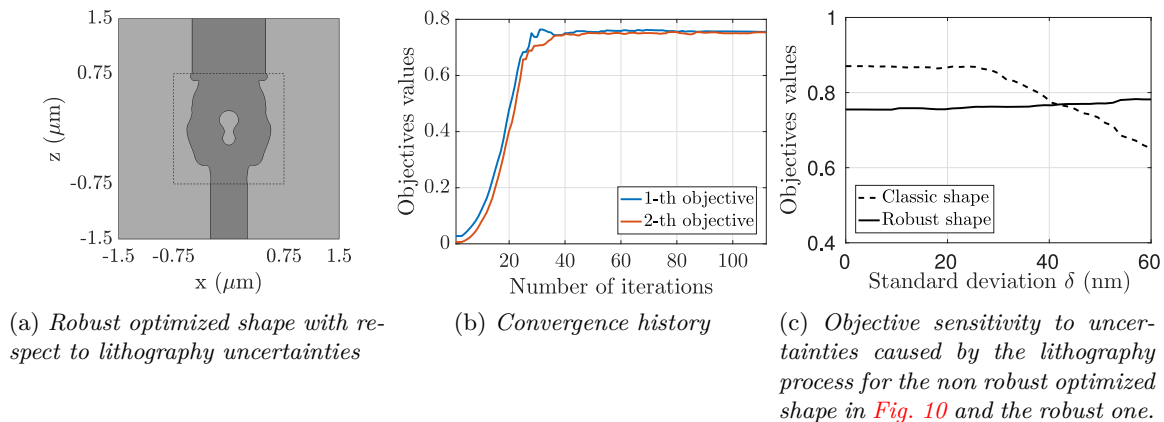 1.5
0.75
z (μm)
-0.75
-1.5
-1.5
-0.75
0.75
1.5
x (μm)
0.8
0.6
0.4
0.2
0
Objectives values
20
40
60
80
100
Number of iterations
1-th objective
2-th objective
1
0.8
0.6
0.4
Objectives values
0
20
40
60
Standard deviation δ (nm)
Classic shape
Robust shape
(a) Robust optimized shape with re-
spect to lithography uncertainties
(b) Convergence history
(c) Objective sensitivity to uncer-
tainties caused by the lithography
process for the non robust optimized
shape in Fig. 10 and the robust one.